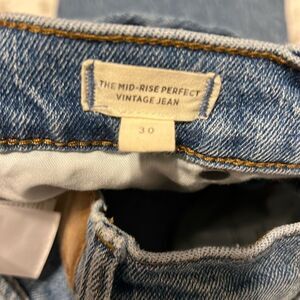 THE MID-RISE PERFECT
VINTAGE JEAN
30